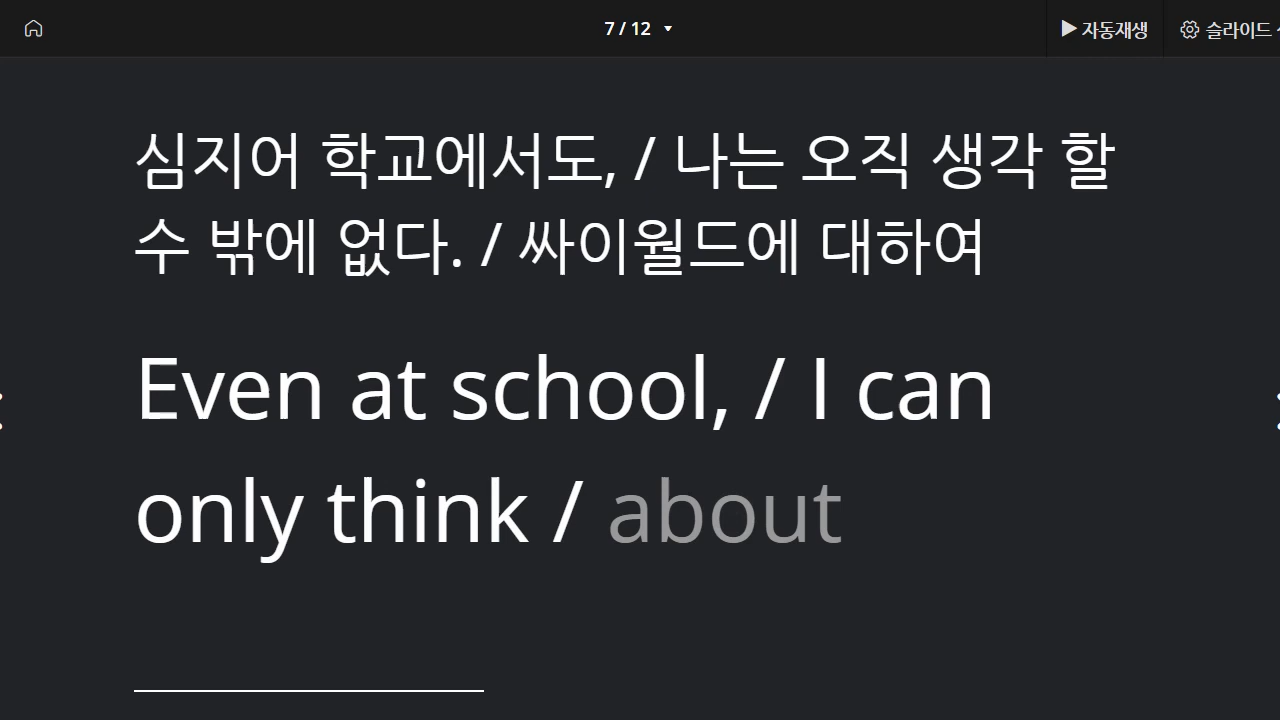 7 / 12
자동재생
슬라이드
심지어 학교에서도, / 나는 오직 생각 할
수 밖에 없다. / 싸이월드에 대하여
Even at school, / I can
only think / about